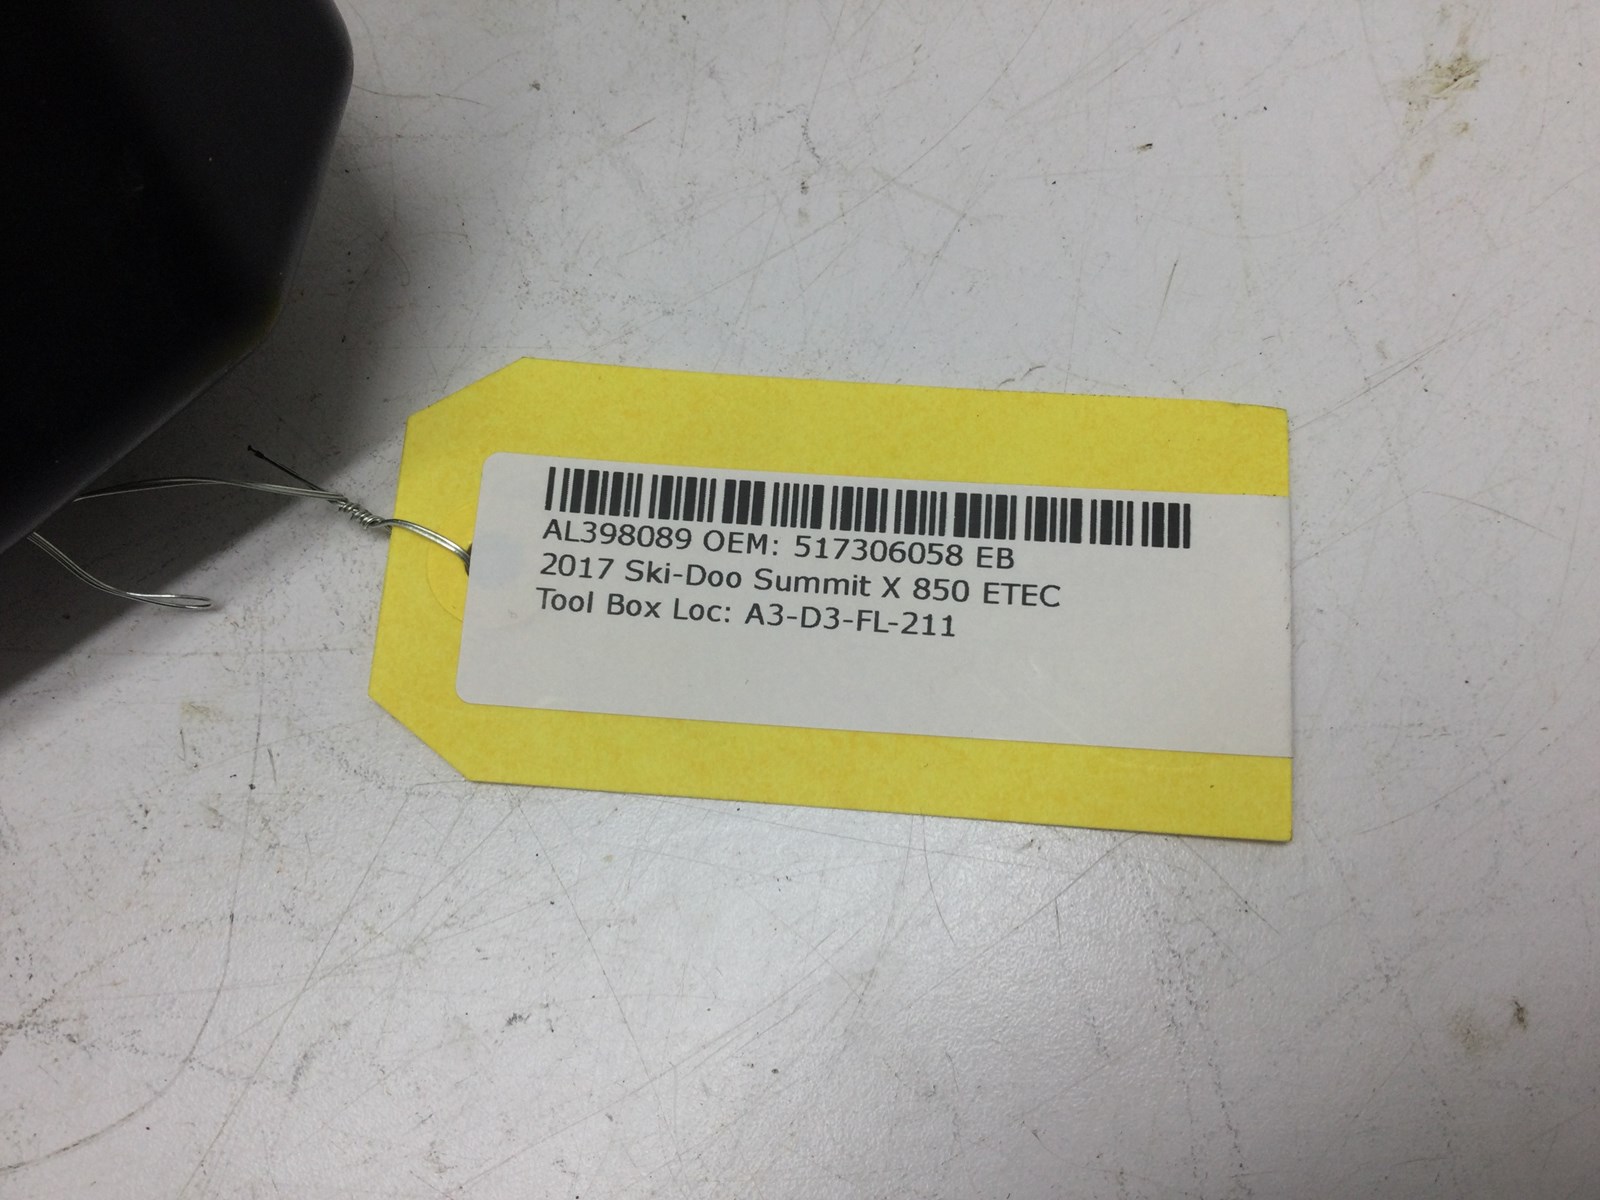 AL398089 OEM: 517306058 EB
2017 Ski-Doo Summit X 850 ETEC
Tool Box Loc: A3-D3-FL-211